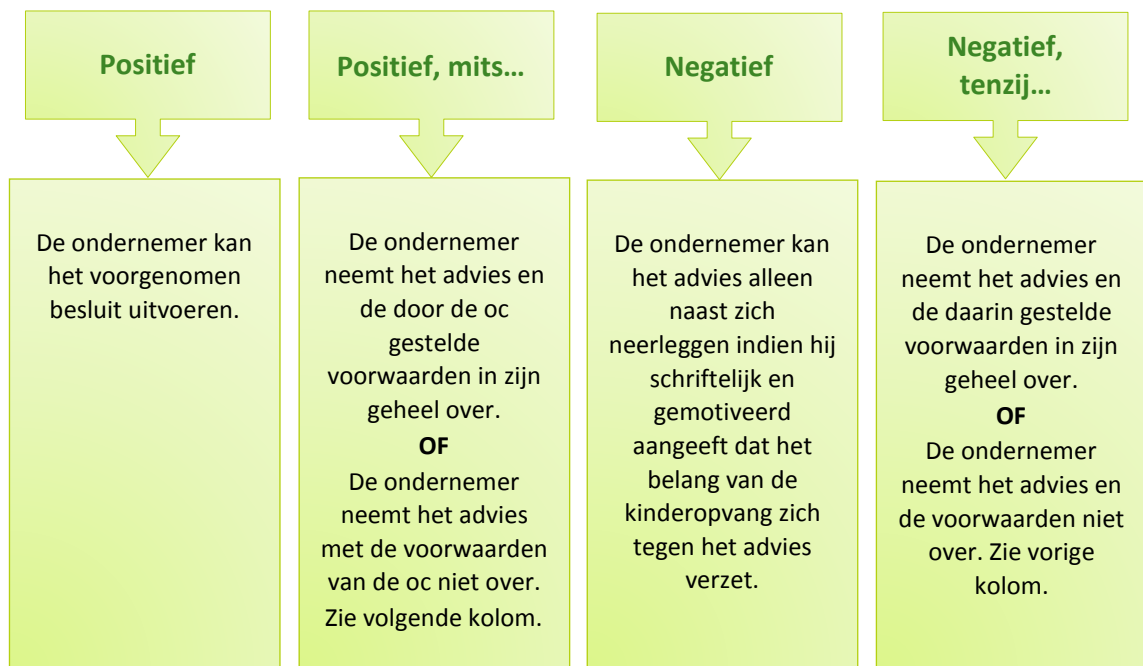 Positief
De ondernemer kan
het voorgenomen
besluit uitvoeren.
Positief, mits…
De ondernemer
neemt het advies en
de door de oc
gestelde
voorwaarden in zijn
geheel over.
OF
De ondernemer
neemt het advies
met de voorwaarden
van de oc niet over.
Zie volgende kolom.
Negatief
De ondernemer kan
het advies alleen
naast zich
neerleggen indien hij
schriftelijk en
gemotiveerd
aangeeft dat het
belang van de
kinderopvang zich
tegen het advies
verzet.
Negatief,
tenzij…
De ondernemer
neemt het advies en
de daarin gestelde
voorwaarden in zijn
geheel over.
OF
De ondernemer
neemt het advies en
de voorwaarden niet
over. Zie vorige
kolom.